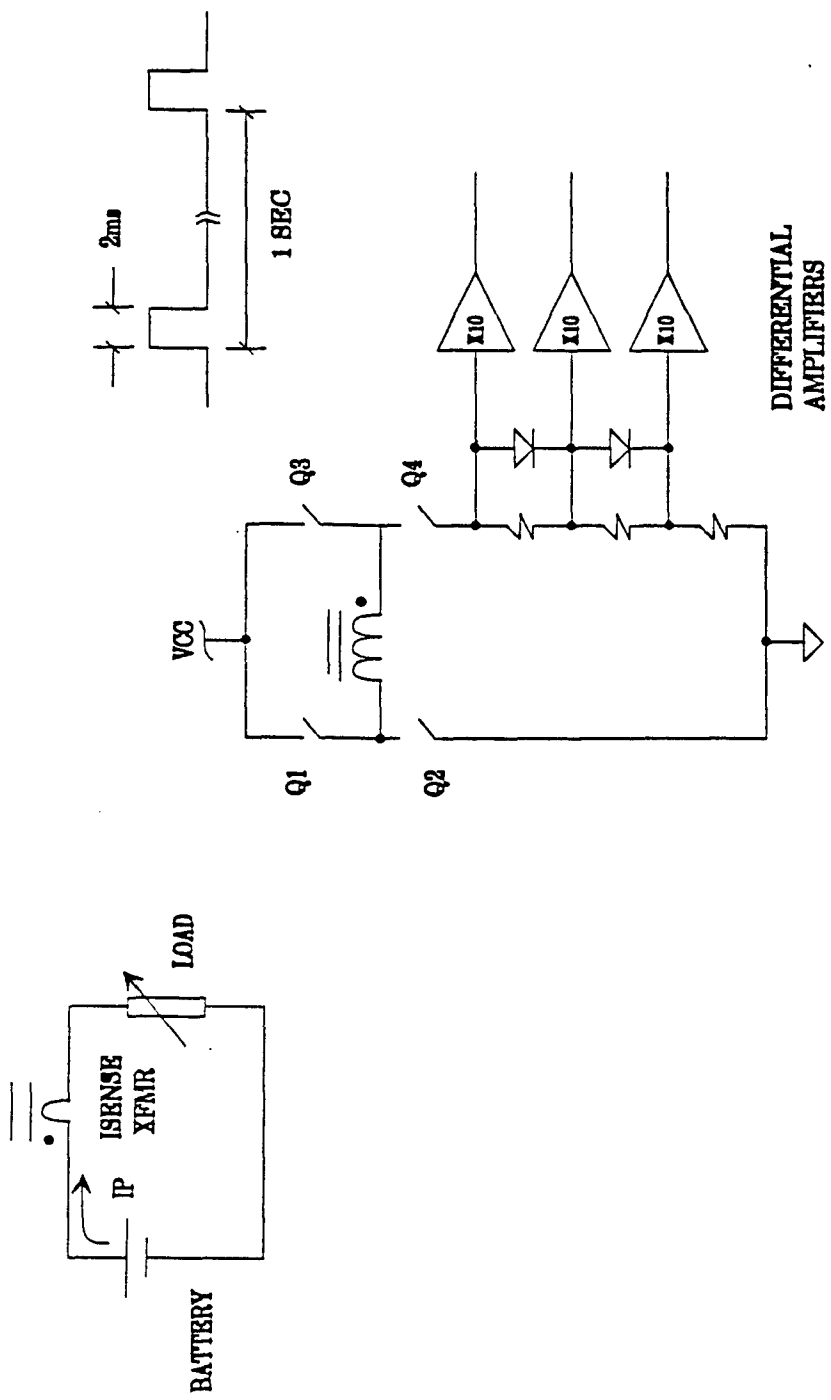 2ms
1 SEC
VCC
Q1
Q3
Q2
Q4
X10
X10
X10
DIFFERENTIAL
AMPLIFIERS
ISENSE
XFMR
IP
LOAD
BATTERY